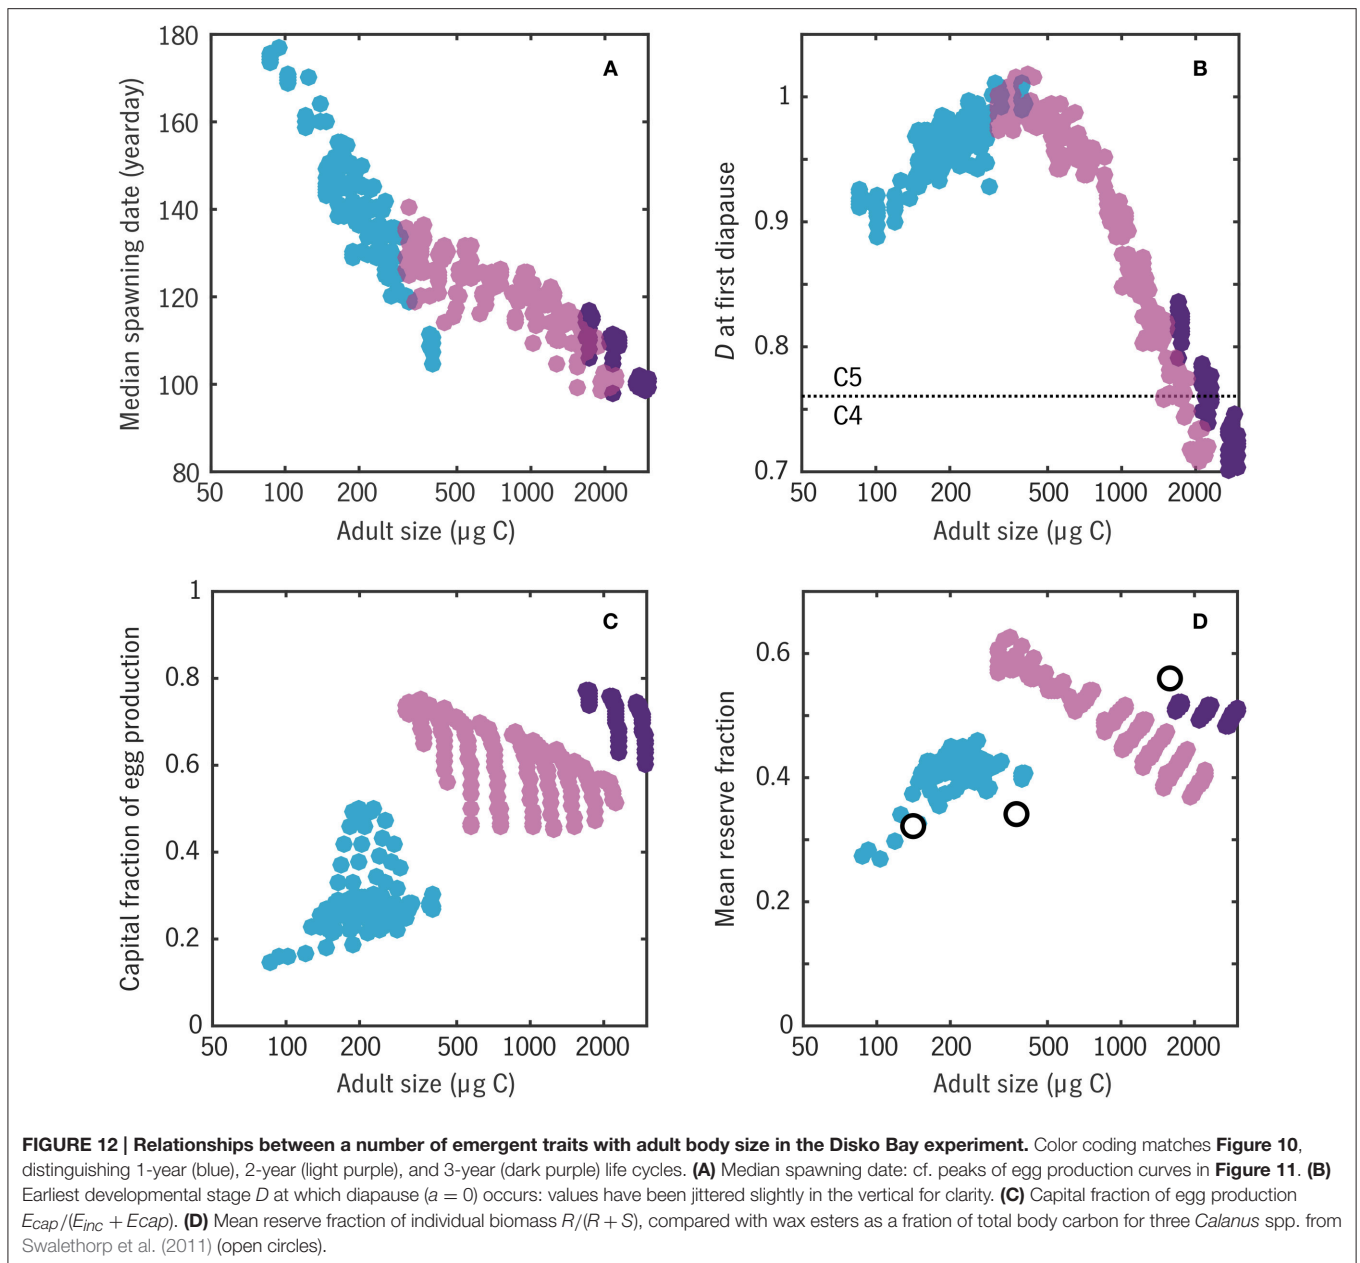 180
160
140
120
100
80
Median spawning date (yearday)
A
50 100 200 500 1000 2000
Adult size (µg C)
1
0.9
0.8
0.7
D at first diapause
B
C5
C4
50 100 200 500 1000 2000
Adult size (µg C)
1
0.8
0.6
0.4
0.2
0
Capital fraction of egg production
C
50 100 200 500 1000 2000
Adult size (µg C)
0.6
0.4
0.2
0
Mean reserve fraction
D
50 100 200 500 1000 2000
Adult size (µg C)
FIGURE 12 | Relationships between a number of emergent traits with adult body size in the Disko Bay experiment. Color coding matches Figure 10,
distinguishing 1-year (blue), 2-year (light purple), and 3-year (dark purple) life cycles. (A) Median spawning date: cf. peaks of egg production curves in Figure 11. (B)
Earliest developmental stage D at which diapause (a = 0) occurs: values have been jittered slightly in the vertical for clarity. (C) Capital fraction of egg production
Ecap/(Einc + Ecap). (D) Mean reserve fraction of individual biomass R/(R + S), compared with wax esters as a fration of total body carbon for three Calanus spp. from
Swalethorp et al. (2011) (open circles).